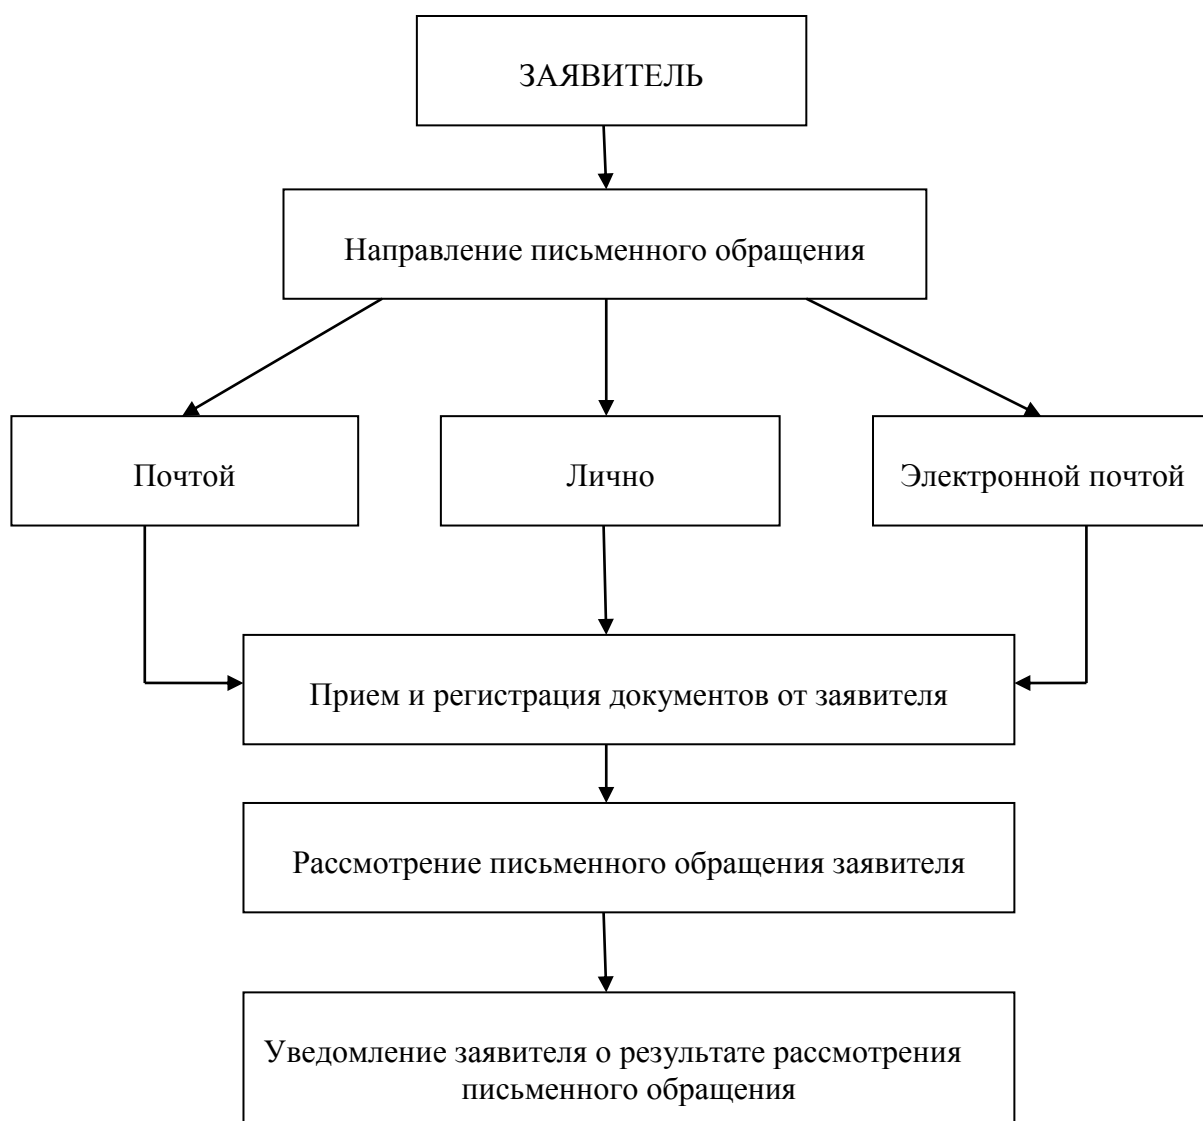 ЗАЯВИТЕЛЬ
Направление письменного обращения
Почтой
Лично
Электронной почтой
Прием и регистрация документов от заявителя
Рассмотрение письменного обращения заявителя
Уведомление заявителя о результате рассмотрения
письменного обращения